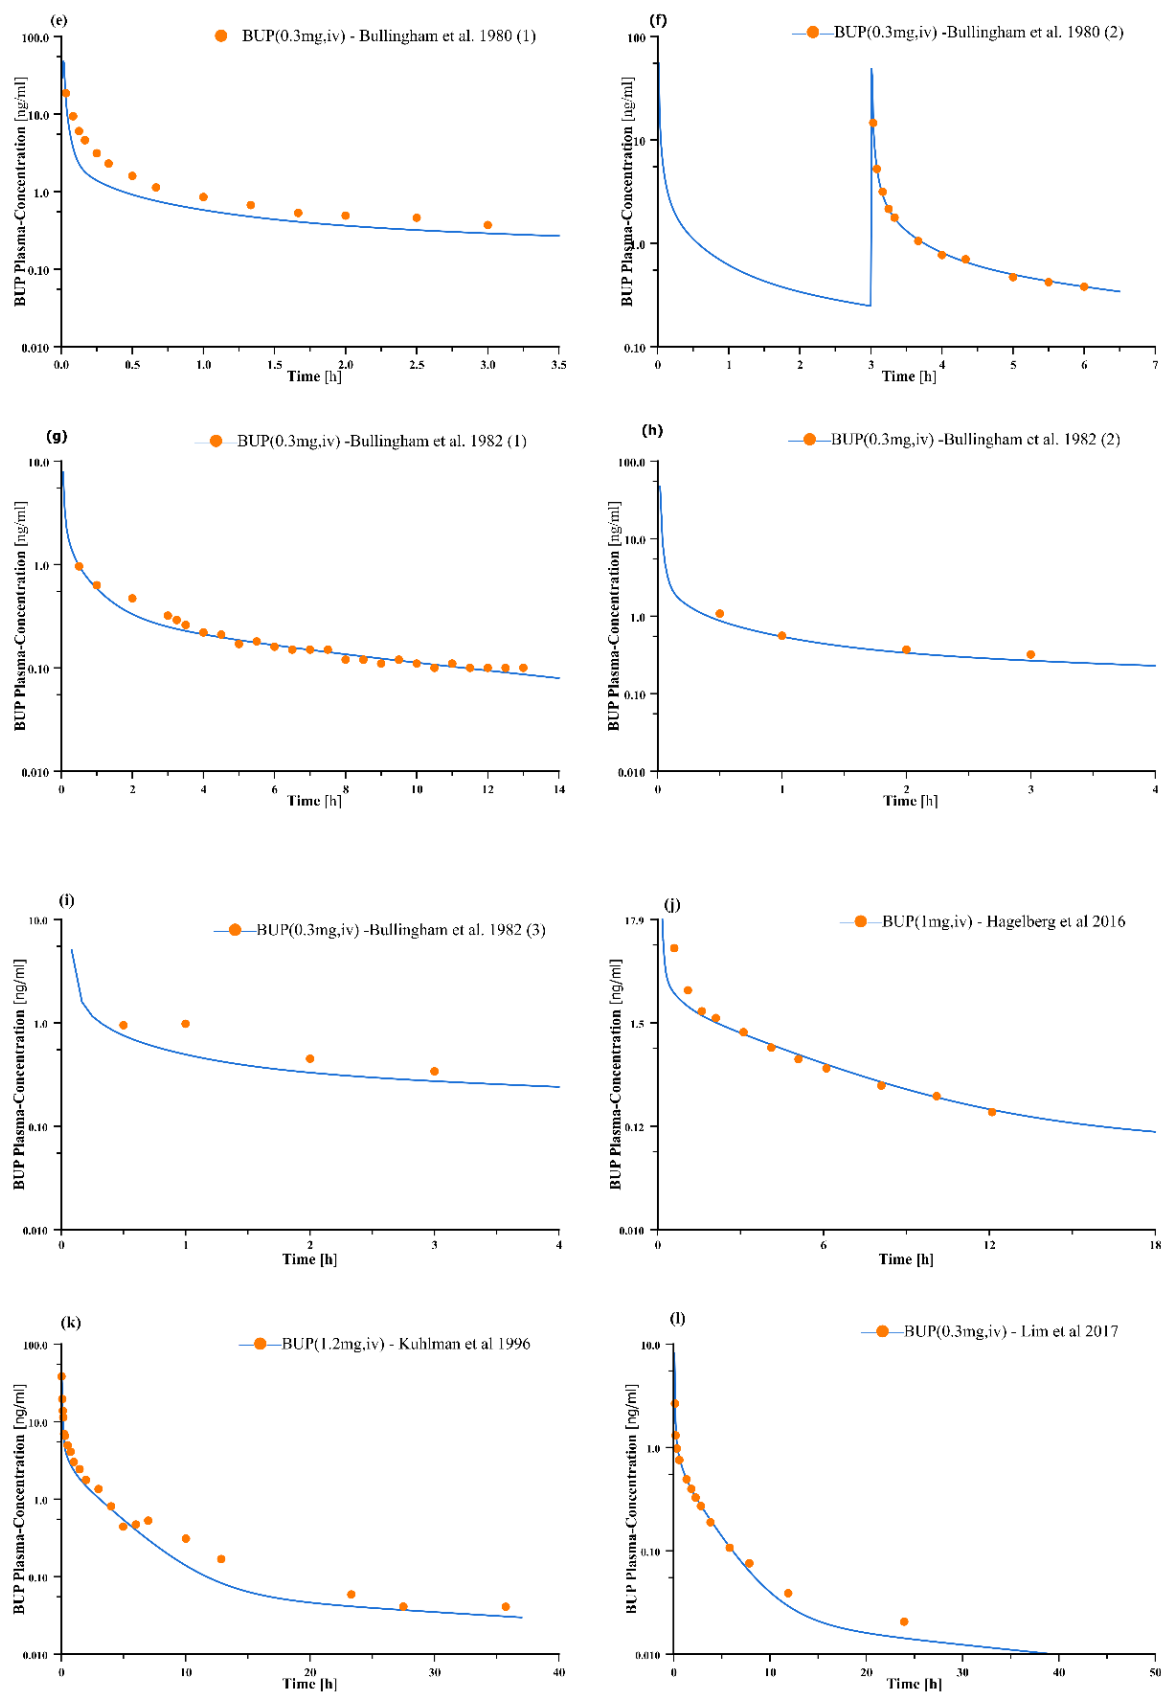 (e)
BUP(0.3mg,iv) - Bullingham et al. 1980 (1)
BUP Plasma-Concentration [ng/ml]
100.0
10.0
1.0
0.10
0.010
0.0 0.5 1.0 1.5 2.0 2.5 3.0 3.5
Time [h]
(f)
BUP(0.3mg,iv) -Bullingham et al. 1980 (2)
BUP Plasma-Concentration [ng/ml]
100
10
1.0
0.10
0 1 2 3 4 5 6 7
Time [h]
(g)
BUP(0.3mg,iv) -Bullingham et al. 1982 (1)
BUP Plasma-Concentration [ng/ml]
10.0
1.0
0.10
0.010
0 2 4 6 8 10 12 14
Time [h]
(h)
BUP(0.3mg,iv) -Bullingham et al. 1982 (2)
BUP Plasma-Concentration [ng/ml]
100.0
10.0
1.0
0.10
0.010
0 1 2 3 4
Time [h]
(i)
BUP(0.3mg,iv) -Bullingham et al. 1982 (3)
BUP Plasma-Concentration [ng/ml]
10.0
1.0
0.10
0.010
0 1 2 3 4
Time [h]
(j)
BUP(1mg,iv) - Hagelberg et al 2016
BUP Plasma-Concentration [ng/ml]
17.9
1.5
0.12
0.010
0 6 12 18
Time [h]
(k)
BUP(1.2mg,iv) - Kuhlman et al 1996
BUP Plasma-Concentration [ng/ml]
100.0
10.0
1.0
0.10
0.010
0 10 20 30 40
Time [h]
(l)
BUP(0.3mg,iv) - Lim et al 2017
BUP Plasma-Concentration [ng/ml]
10.0
1.0
0.10
0.010
0 10 20 30 40 50
Time [h]